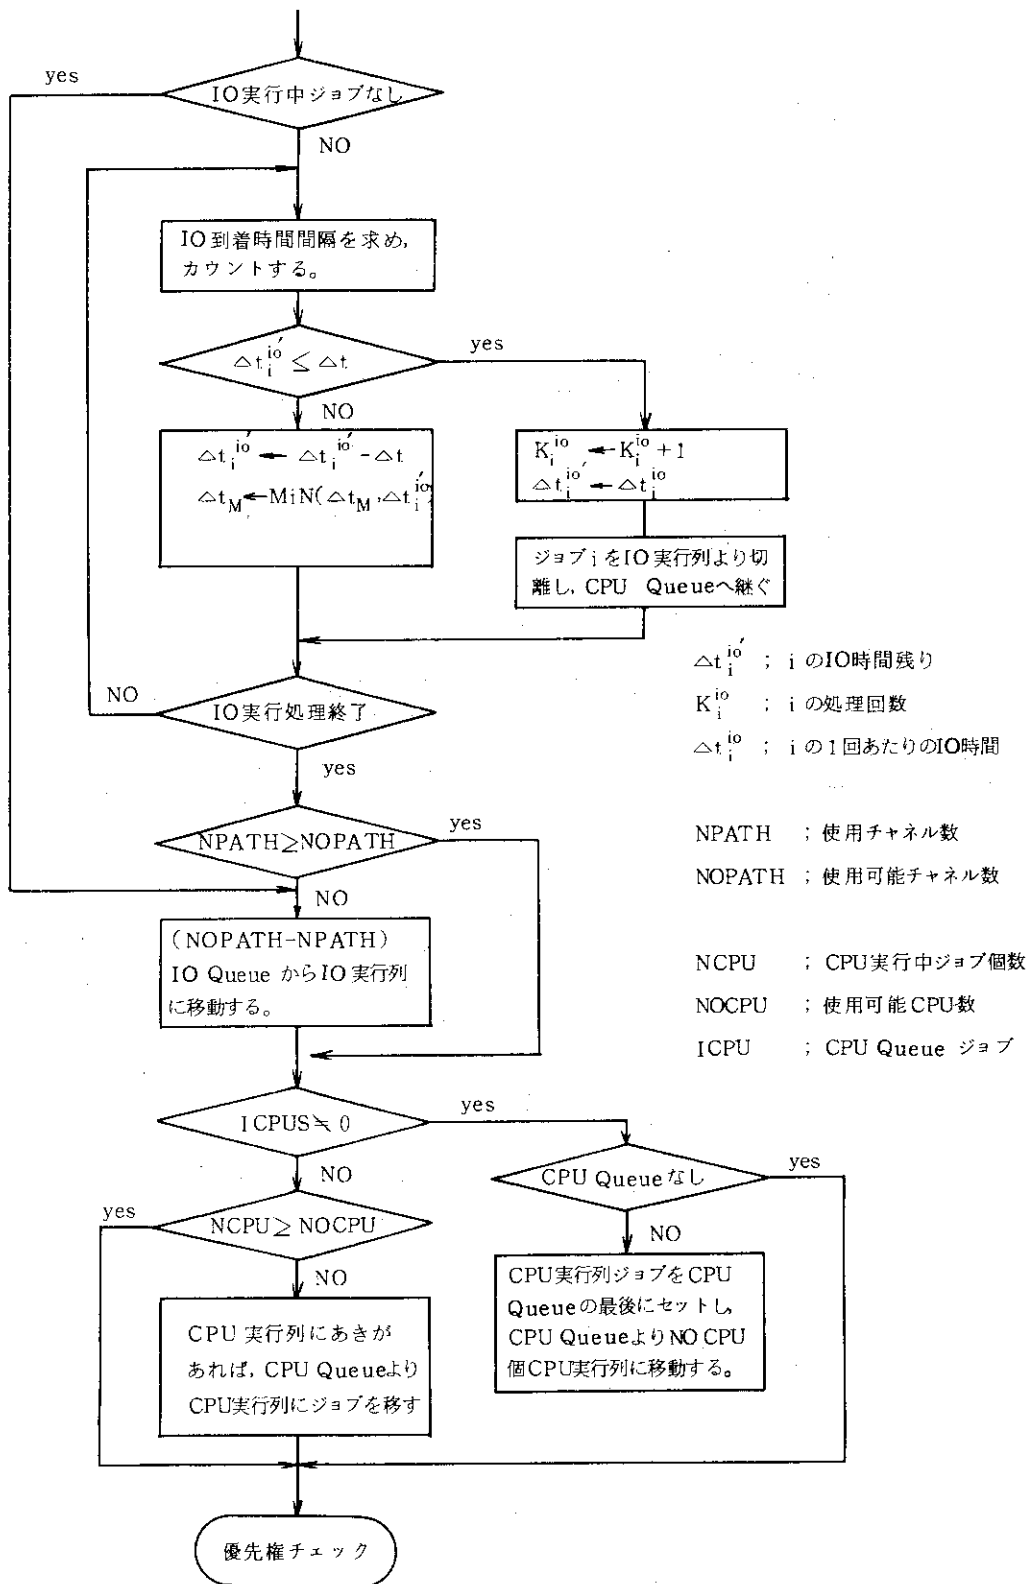 yes
IO実行中ジョブなし
NO
IO到着時間間隔を求め,
カウントする。
△t_i^{io'} ≦ △t
yes
NO
△t_i^{io'} ← △t_i^{io'} - △t
△t_M ← MiN(△t_M, △t_i^{io'})
K_i^{io} ← K_i^{io} + 1
△t_i^{io'} ← △t_i^{io}
ジョブiをIO実行列より切
離し, CPU Queueへ継ぐ
NO
IO実行処理終了
yes
△t_i^{io'} ; iのIO時間残り
K_i^{io} ; iの処理回数
△t_i^{io} ; iの1回あたりのIO時間
NPATH≧NOPATH
yes
NO
NPATH ; 使用チャネル数
NOPATH ; 使用可能チャネル数
(NOPATH-NPATH)
IO QueueからIO実行列
に移動する。
NCPU ; CPU実行中ジョブ個数
NOCPU ; 使用可能CPU数
ICPU ; CPU Queue ジョブ
ICPUS≒0
yes
NO
CPU Queueなし
yes
NO
yes
NCPU≧NOCPU
NO
CPU実行列ジョブをCPU
Queueの最後にセットし,
CPU QueueよりNO CPU
個CPU実行列に移動する。
CPU実行列にあきが
あれば, CPU Queueより
CPU実行列にジョブを移す
優先権チェック